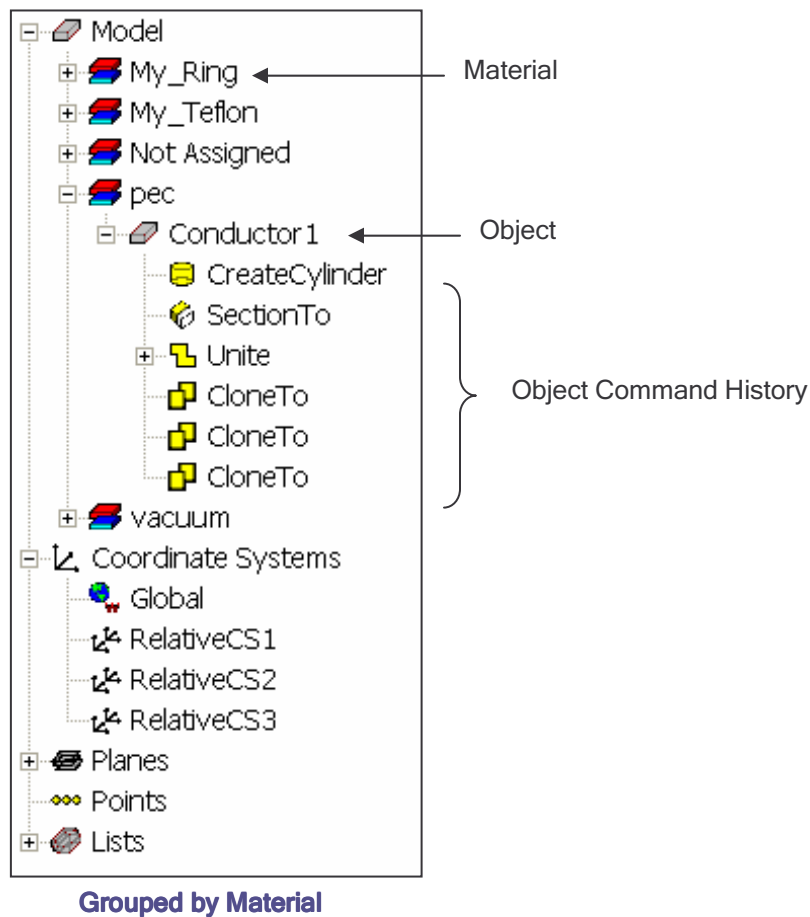 Model
My_Ring
Material
My_Teflon
Not Assigned
pec
Conductor1
Object
CreateCylinder
SectionTo
Unite
CloneTo
Object Command History
CloneTo
CloneTo
vacuum
Coordinate Systems
Global
RelativeCS1
RelativeCS2
RelativeCS3
Planes
Points
Lists
Grouped by Material